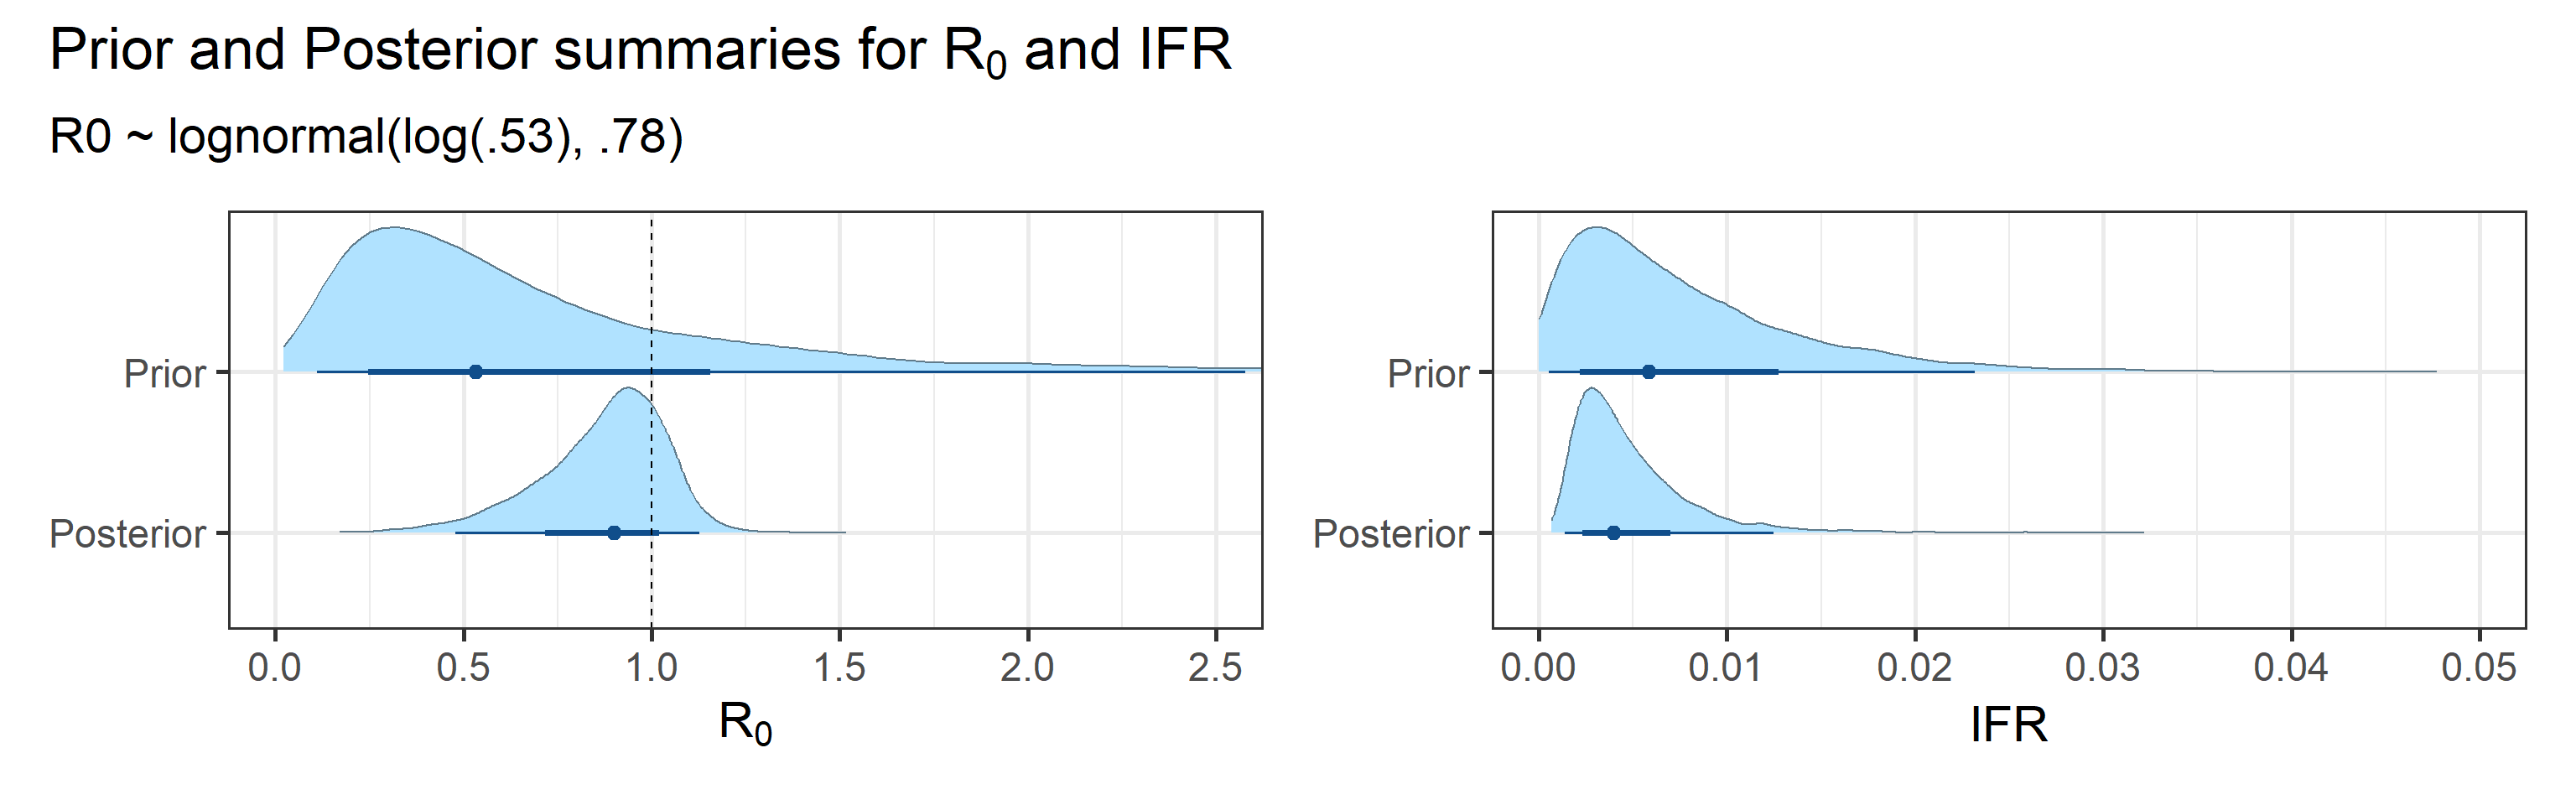 Prior and Posterior summaries for R₀ and IFR
R0 ~ lognormal(log(.53), .78)
Prior
Posterior
0.0 0.5 1.0 1.5 2.0 2.5
R₀
Prior
Posterior
0.00 0.01 0.02 0.03 0.04 0.05
IFR